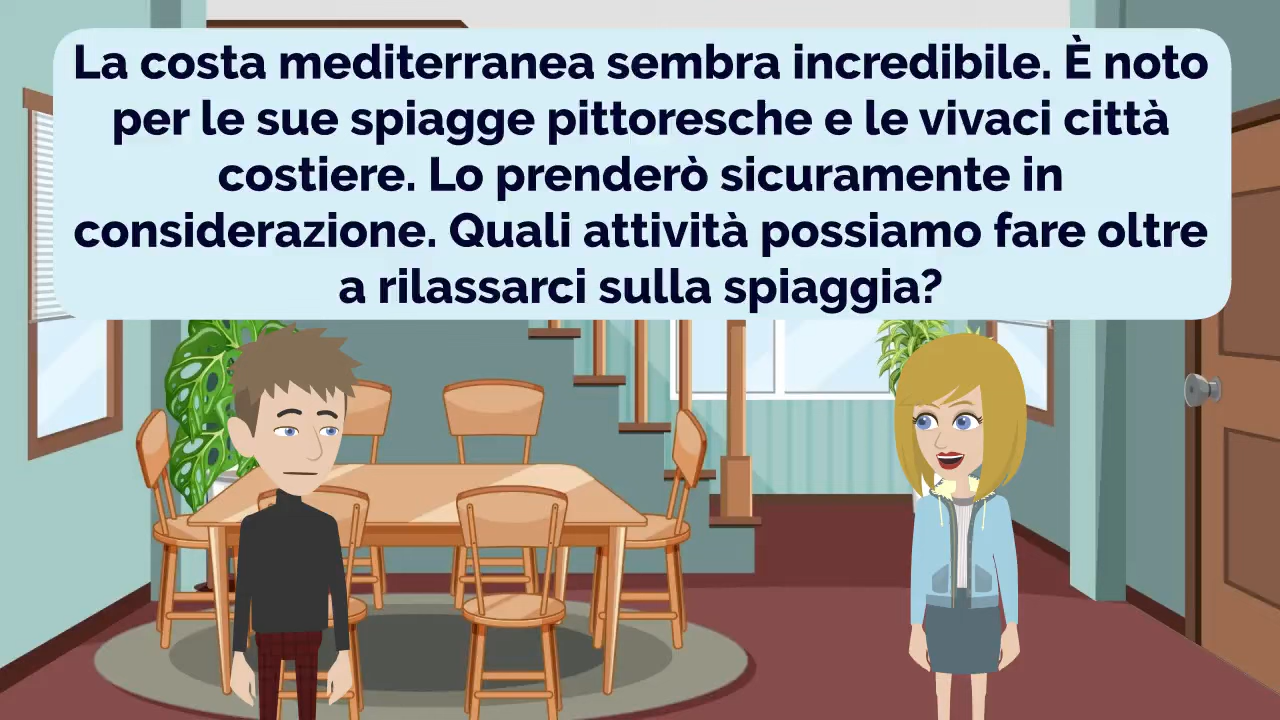 La costa mediterranea sembra incredibile. È noto
per le sue spiagge pittoresche e le vivaci città
costiere. Lo prenderò sicuramente in
considerazione. Quali attività possiamo fare oltre
a rilassarci sulla spiaggia?